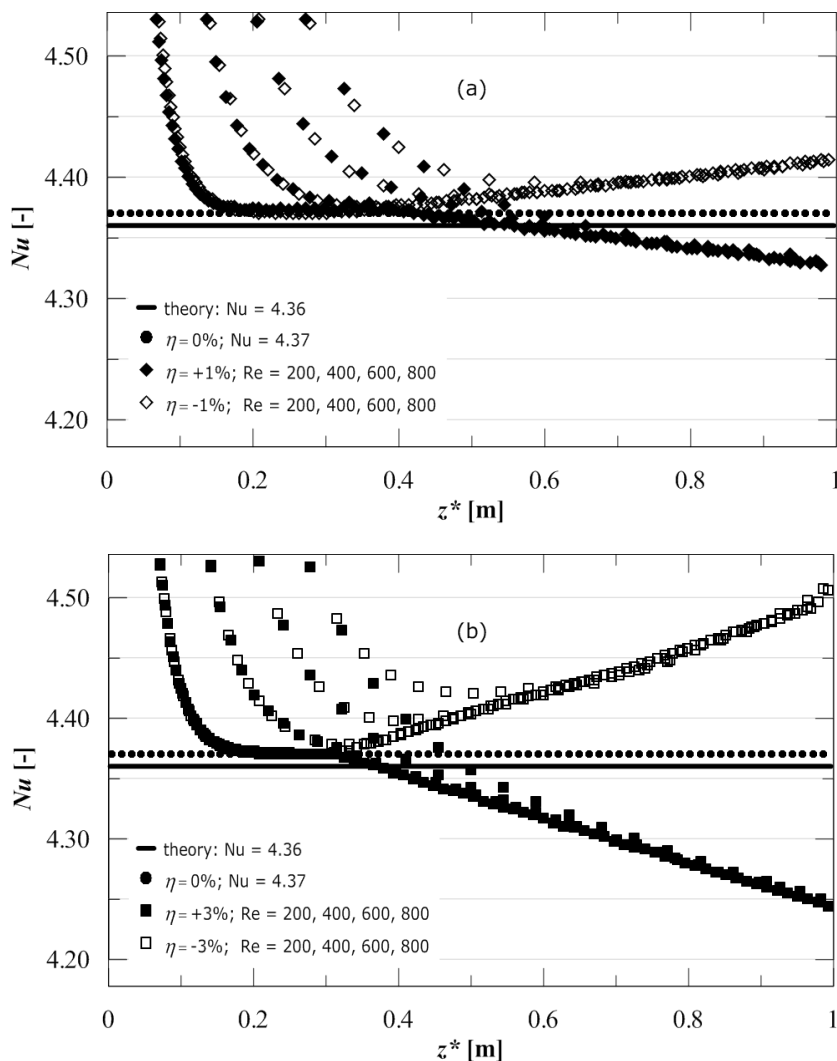 4.50
(a)
4.40
Nu [-]
4.30
theory: Nu = 4.36
η = 0%; Nu = 4.37
η = +1%; Re = 200, 400, 600, 800
η = -1%; Re = 200, 400, 600, 800
4.20
0 0.2 0.4 0.6 0.8 1
z* [m]
4.50
(b)
4.40
Nu [-]
4.30
theory: Nu = 4.36
η = 0%; Nu = 4.37
η = +3%; Re = 200, 400, 600, 800
η = -3%; Re = 200, 400, 600, 800
4.20
0 0.2 0.4 0.6 0.8 1
z* [m]